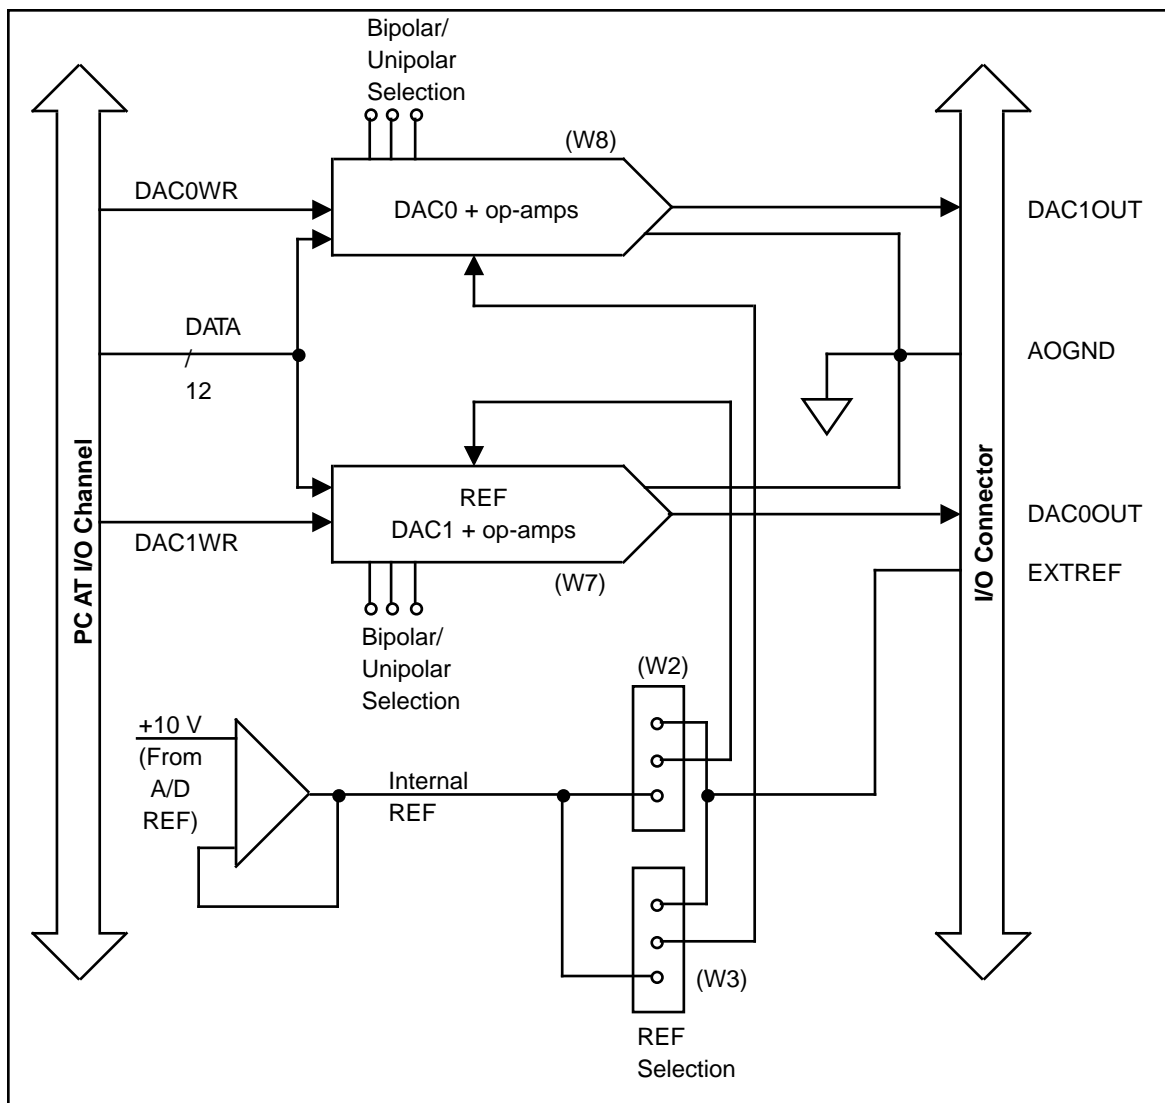 Bipolar/
Unipolar
Selection
(W8)
DAC0WR
DAC0 + op-amps
DAC1OUT
DATA
12
AOGND
PC AT I/O Channel
I/O Connector
REF
DAC1 + op-amps
DAC0OUT
DAC1WR
(W7)
EXTREF
Bipolar/
Unipolar
Selection
(W2)
+10 V
(From
A/D
REF)
Internal
REF
(W3)
REF
Selection